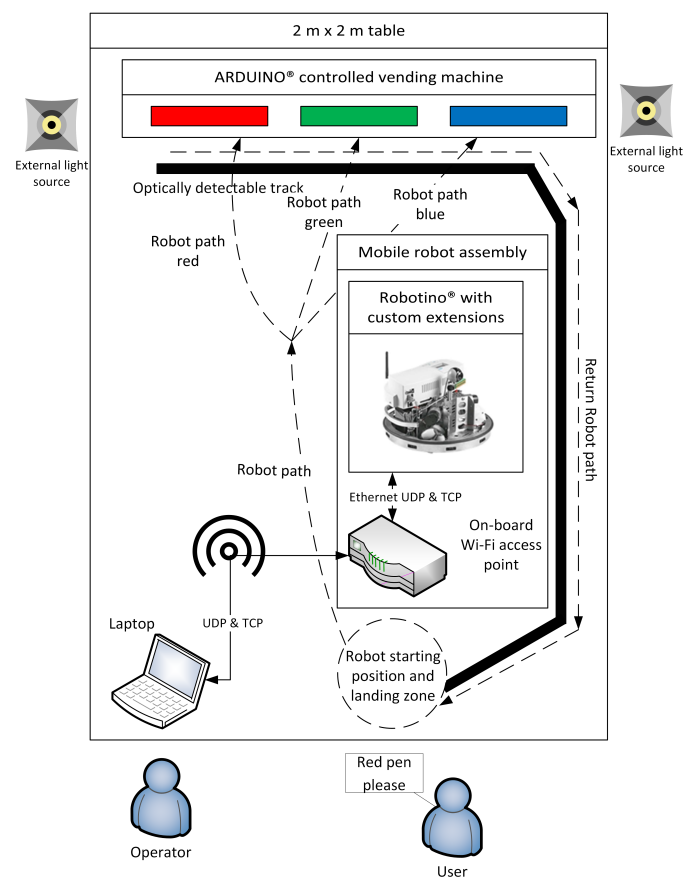 2 m x 2 m table
ARDUINO® controlled vending machine
External light
source
External light
source
Optically detectable track
Robot path
green
Robot path
blue
Robot path
red
Mobile robot assembly
Robotino® with
custom extensions
Return Robot path
Robot path
Ethernet UDP & TCP
On-board
Wi-Fi access
point
Laptop
UDP & TCP
Robot starting
position and
landing zone
Red pen
please
Operator
User